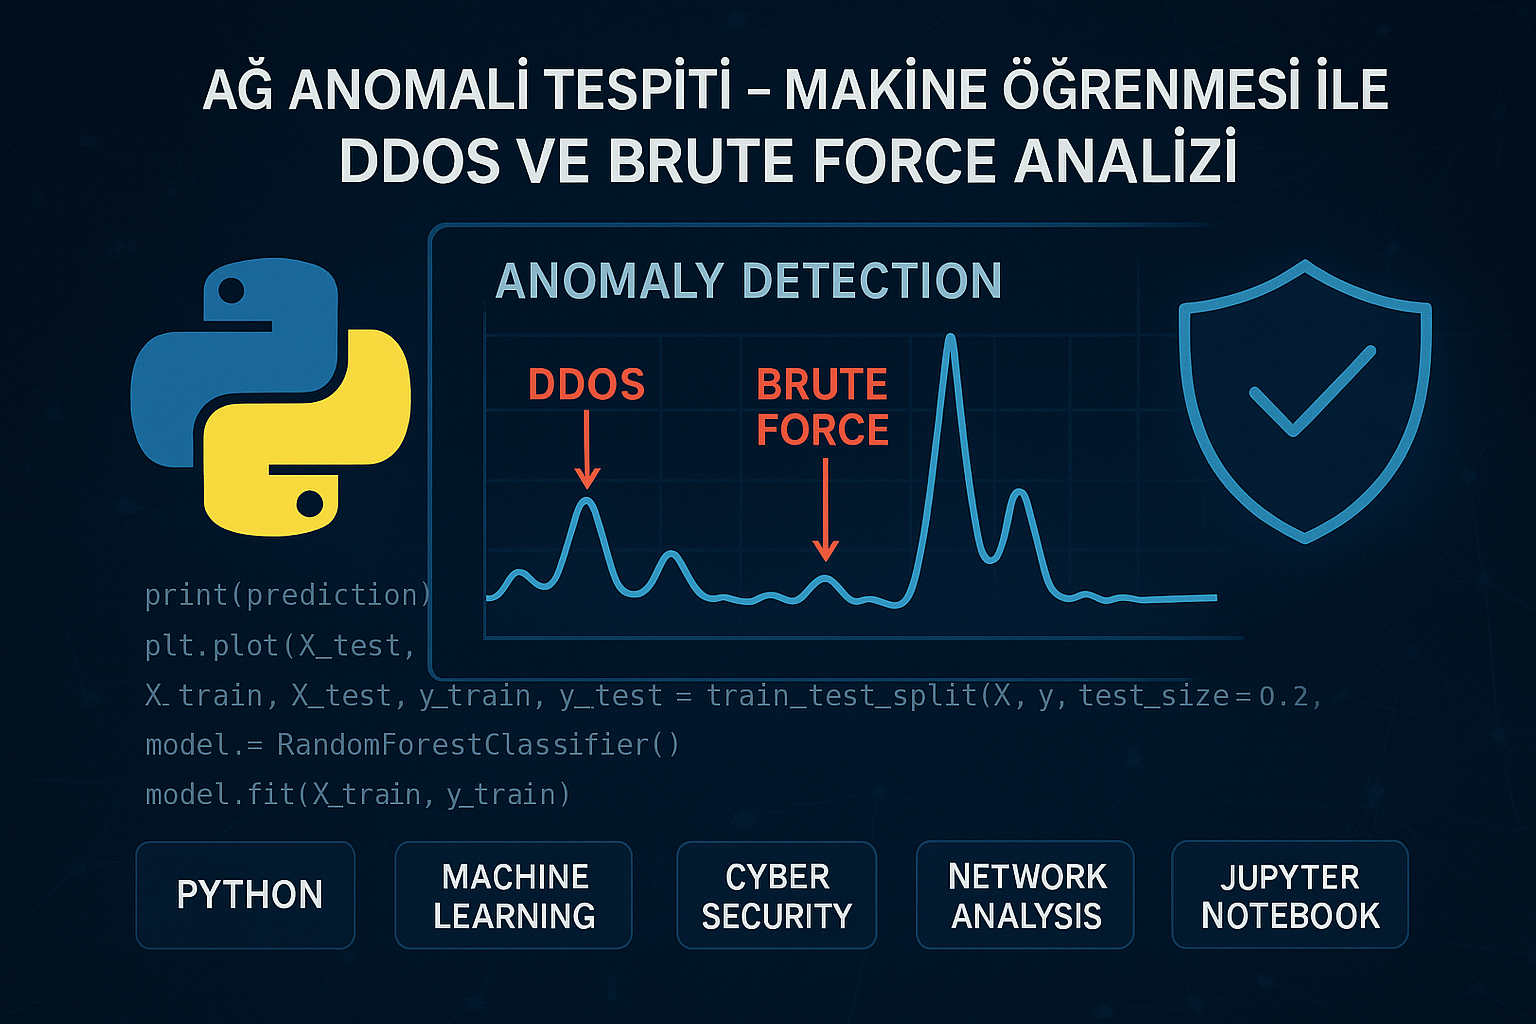 AĞ ANOMALİ TESPİTİ – MAKİNE ÖĞRENMESİ İLE
DDOS VE BRUTE FORCE ANALİZİ
ANOMALY DETECTION
DDOS
BRUTE
FORCE
print(prediction)
plt.plot(X_test,
X_train, X_test, y_train, y_test = train_test_split(X, y, test_size=0.2,
model.= RandomForestClassifier()
model.fit(X_train, y_train)
PYTHON
MACHINE
LEARNING
CYBER
SECURITY
NETWORK
ANALYSIS
JUPYTER
NOTEBOOK